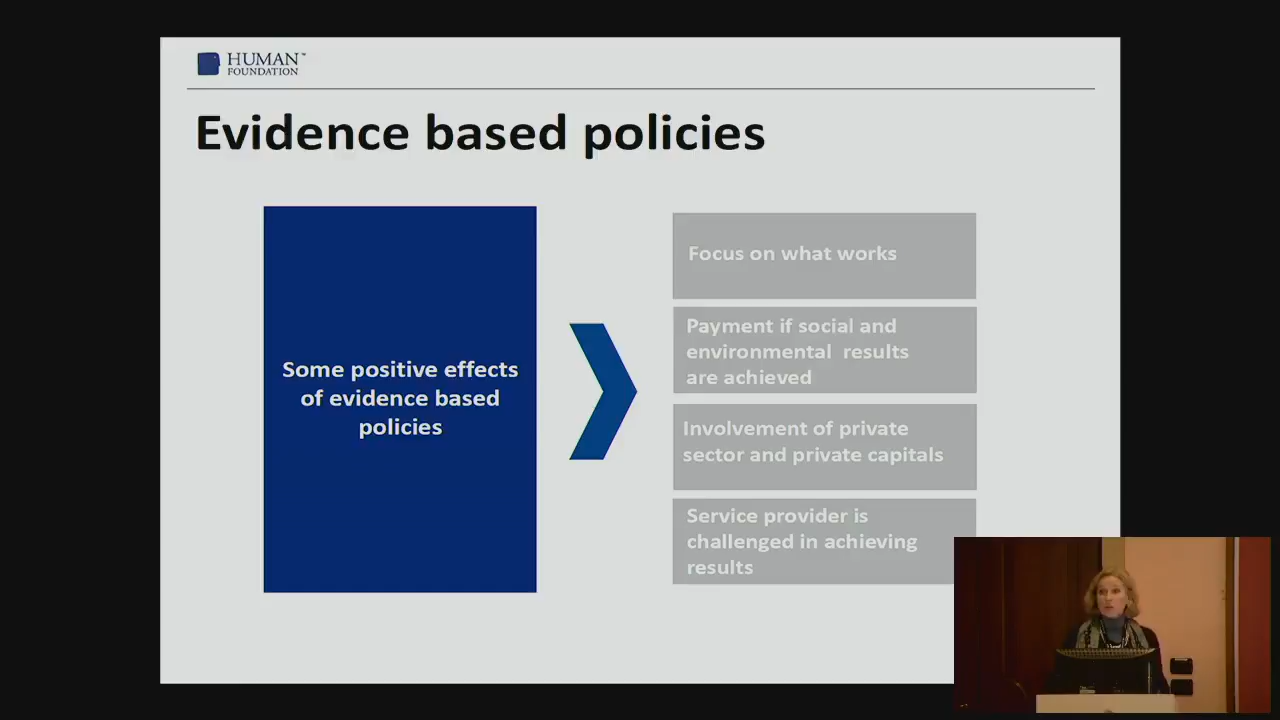 HUMAN™
FOUNDATION
Evidence based policies
Some positive effects
of evidence based
policies
Focus on what works
Payment if social and
environmental results
are achieved
Involvement of private
sector and private capitals
Service provider is
challenged in achieving
results